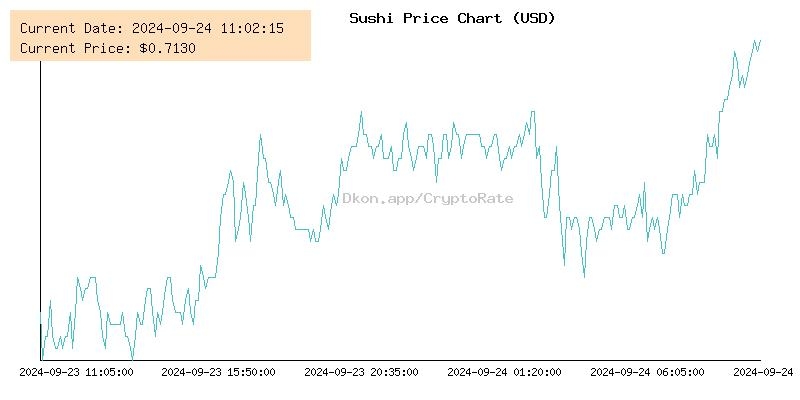 Sushi Price Chart (USD)
Current Date: 2024-09-24 11:02:15
Current Price: $0.7130
Dkon.app/CryptoRate
2024-09-23 11:05:00 2024-09-23 15:50:00 2024-09-23 20:35:00 2024-09-24 01:20:00 2024-09-24 06:05:00 2024-09-24